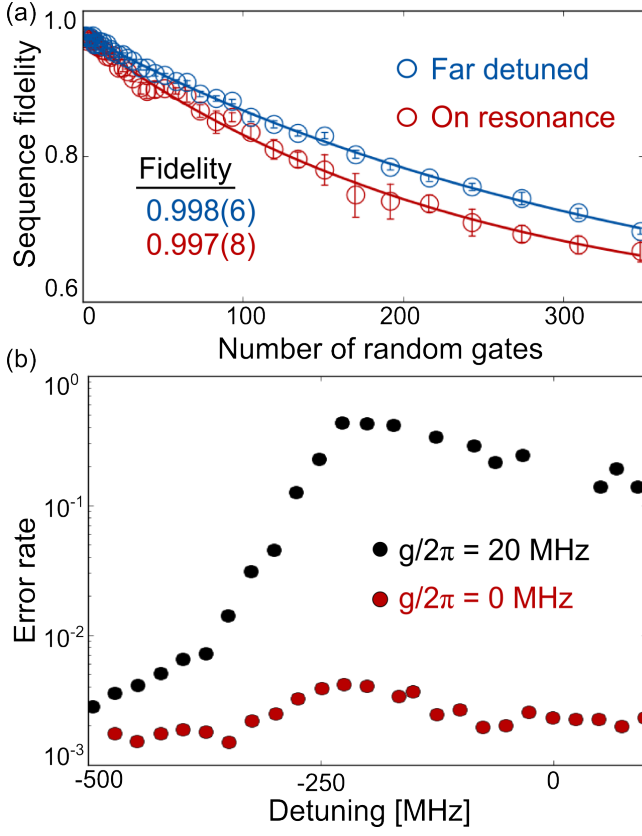 (a)
1.0
0.8
0.6
Sequence fidelity
Far detuned
On resonance
Fidelity
0.998(6)
0.997(8)
0
100
200
300
Number of random gates
(b)
10^0
10^-1
10^-2
10^-3
Error rate
g/2π = 20 MHz
g/2π = 0 MHz
-500
-250
0
Detuning [MHz]